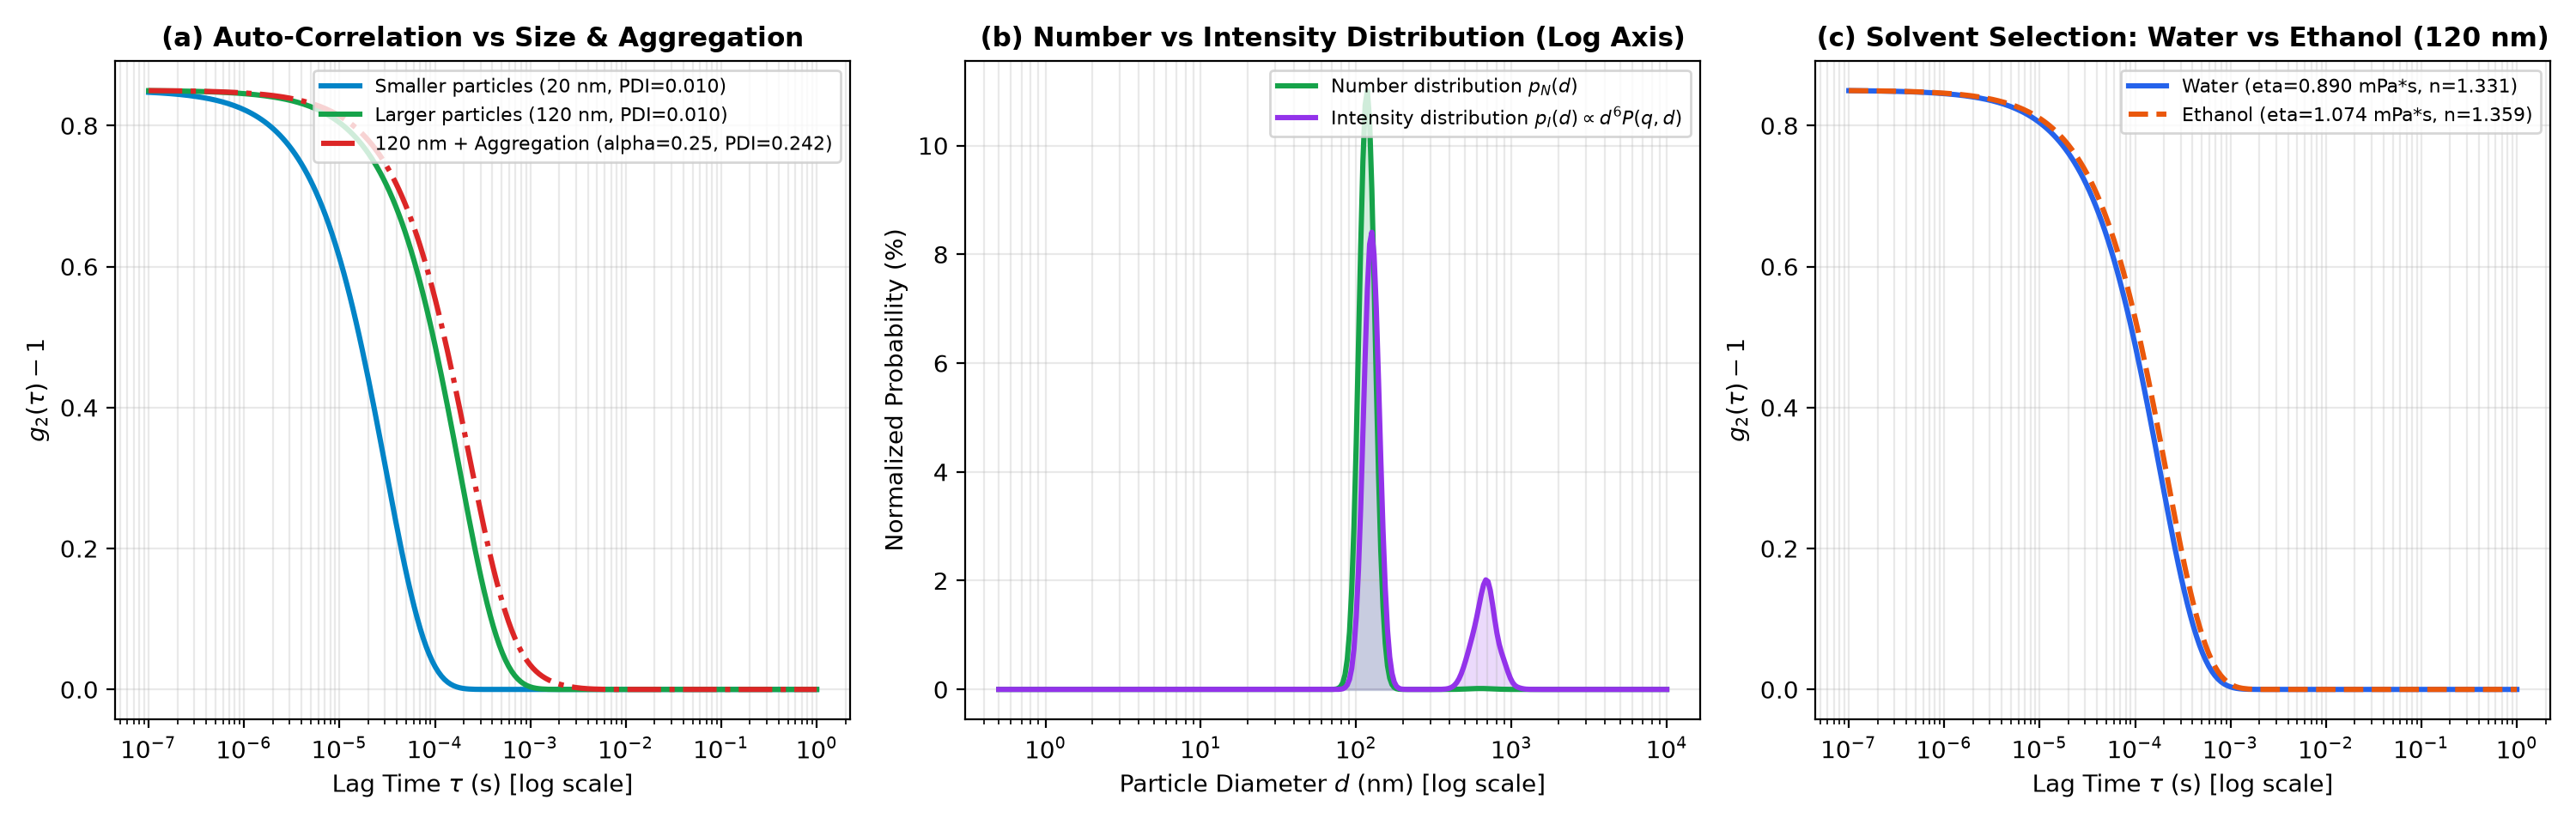 (a) Auto-Correlation vs Size & Aggregation
Smaller particles (20 nm, PDI=0.010)
Larger particles (120 nm, PDI=0.010)
120 nm + Aggregation (alpha=0.25, PDI=0.242)
g₂(τ) − 1
0.8
0.6
0.4
0.2
0.0
10⁻⁷ 10⁻⁶ 10⁻⁵ 10⁻⁴ 10⁻³ 10⁻² 10⁻¹ 10⁰
Lag Time τ (s) [log scale]
(b) Number vs Intensity Distribution (Log Axis)
Number distribution p_N(d)
Intensity distribution p_I(d) ∝ d⁶P(q, d)
Normalized Probability (%)
10
8
6
4
2
0
10⁰ 10¹ 10² 10³ 10⁴
Particle Diameter d (nm) [log scale]
(c) Solvent Selection: Water vs Ethanol (120 nm)
Water (eta=0.890 mPa*s, n=1.331)
Ethanol (eta=1.074 mPa*s, n=1.359)
g₂(τ) − 1
0.8
0.6
0.4
0.2
0.0
10⁻⁷ 10⁻⁶ 10⁻⁵ 10⁻⁴ 10⁻³ 10⁻² 10⁻¹ 10⁰
Lag Time τ (s) [log scale]